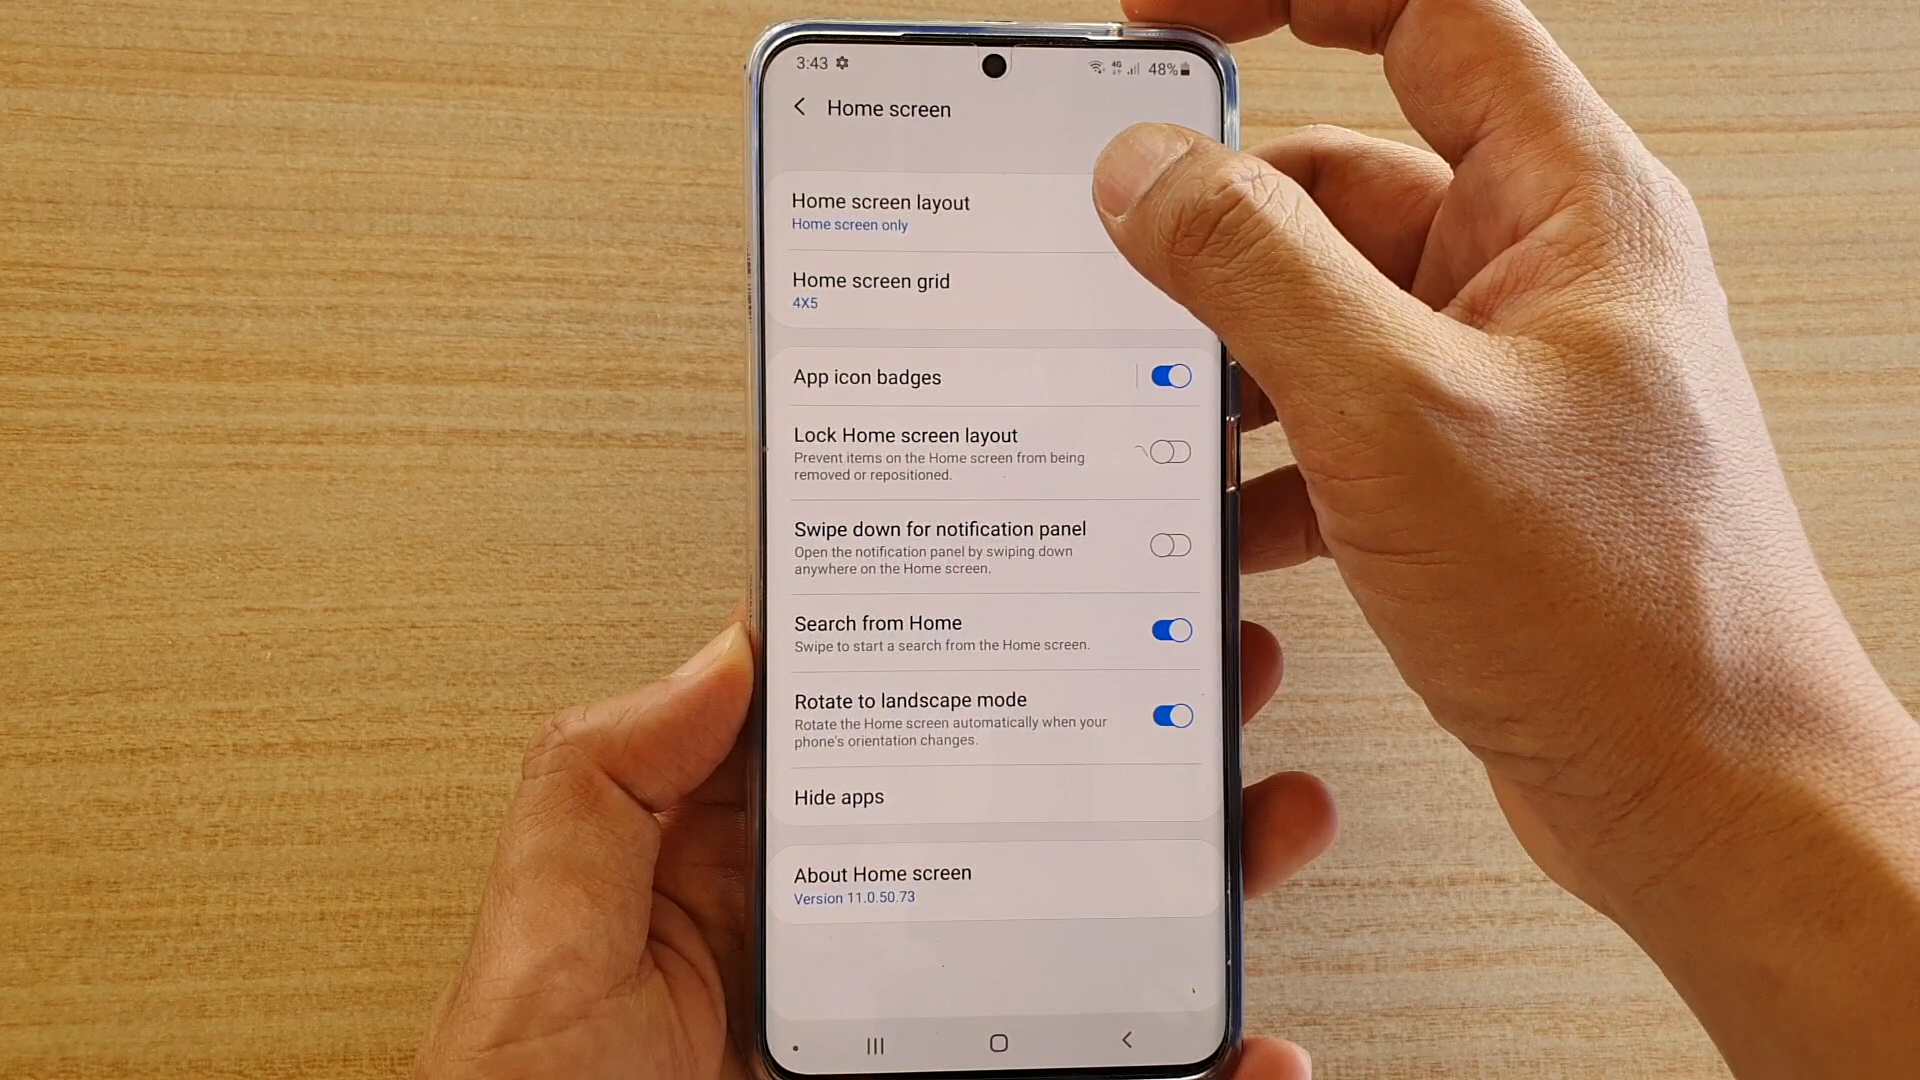 3:43
4G
48%
Home screen
Home screen layout
Home screen only
Home screen grid
4X5
App icon badges
Lock Home screen layout
Prevent items on the Home screen from being
removed or repositioned.
Swipe down for notification panel
Open the notification panel by swiping down
anywhere on the Home screen.
Search from Home
Swipe to start a search from the Home screen.
Rotate to landscape mode
Rotate the Home screen automatically when your
phone's orientation changes.
Hide apps
About Home screen
Version 11.0.50.73